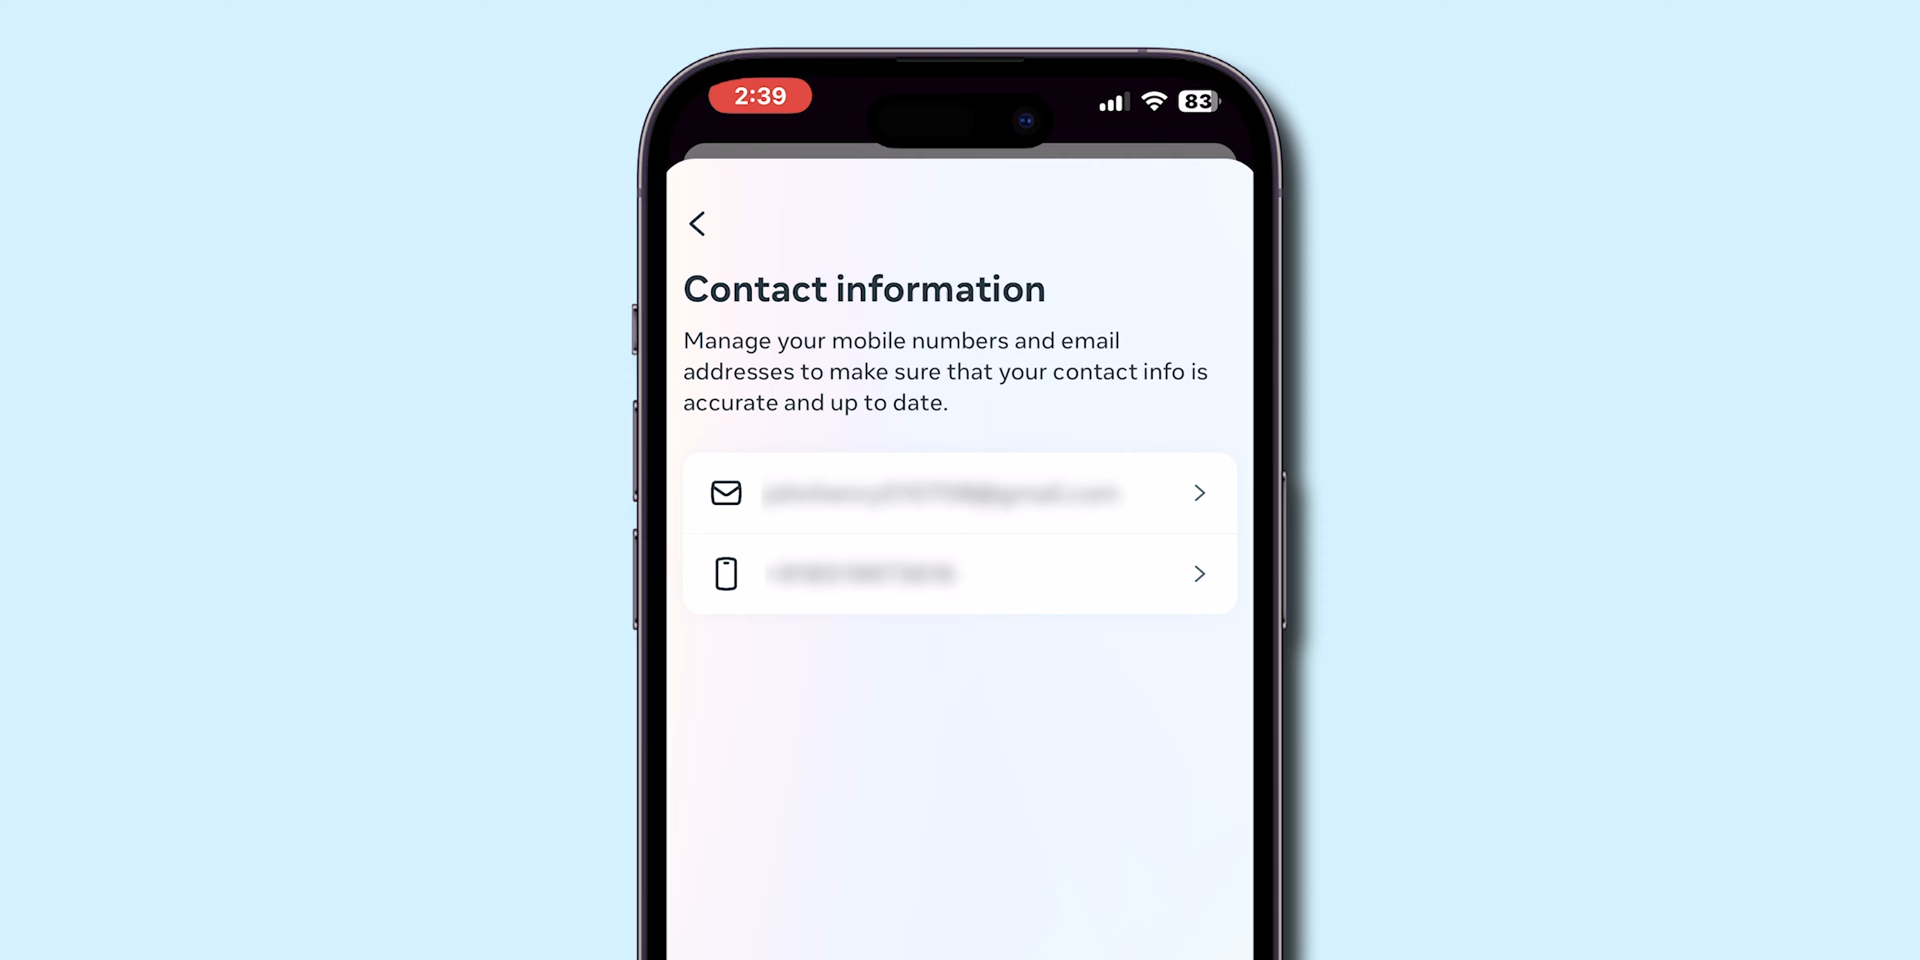 2:39
83
Contact information
Manage your mobile numbers and email
addresses to make sure that your contact info is
accurate and up to date.